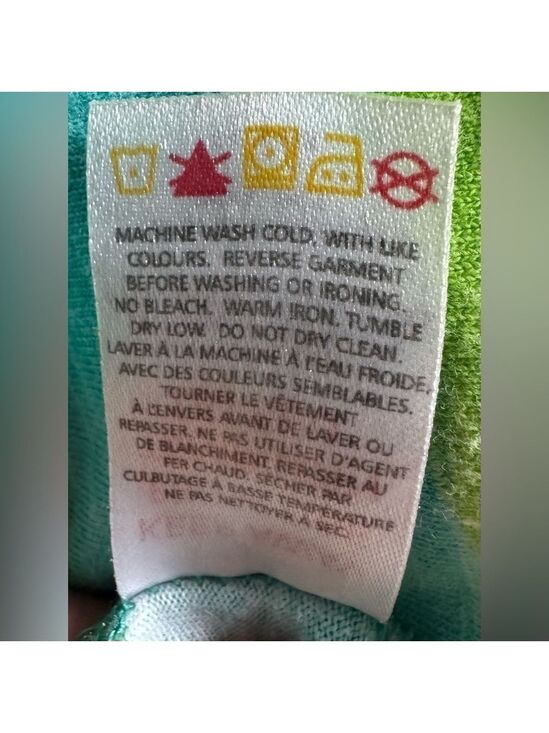 MACHINE WASH COLD, WITH LIKE
COLOURS. REVERSE GARMENT
BEFORE WASHING OR IRONING.
NO BLEACH. WARM IRON. TUMBLE
DRY LOW. DO NOT DRY CLEAN.
LAVER À LA MACHINE À L'EAU FROIDE,
AVEC DES COULEURS SEMBLABLES.
TOURNER LE VÊTEMENT
À L'ENVERS AVANT DE LAVER OU
REPASSER. NE PAS UTILISER D'AGENT
DE BLANCHIMENT. REPASSER AU
FER CHAUD. SÉCHER PAR
CULBUTAGE À BASSE TEMPÉRATURE
NE PAS NETTOYER À SEC